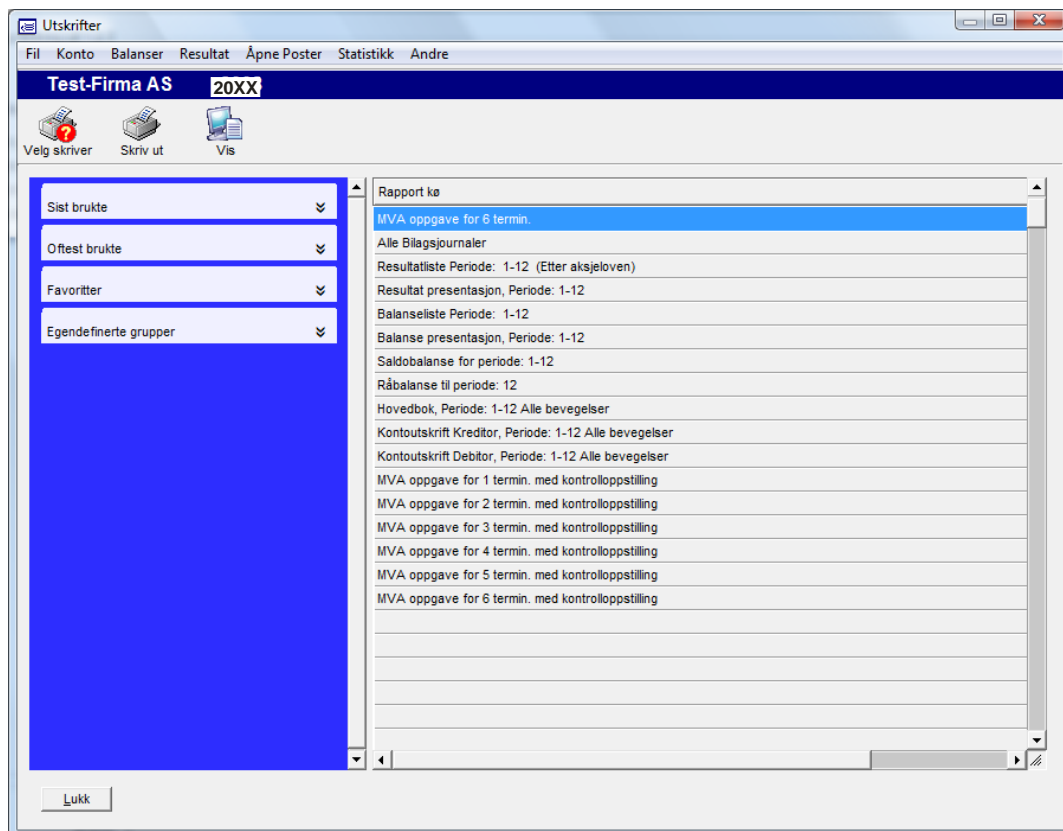 Utskrifter
Fil Konto Balanser Resultat Åpne Poster Statistikk Andre
Test-Firma AS 20XX
Velg skriver Skriv ut Vis
Sist brukte
Oftest brukte
Favoritter
Egendefinerte grupper
Rapport kø
MVA oppgave for 6 termin.
Alle Bilagsjournaler
Resultatliste Periode: 1-12 (Etter aksjeloven)
Resultat presentasjon, Periode: 1-12
Balanseliste Periode: 1-12
Balanse presentasjon, Periode: 1-12
Saldobalanse for periode: 1-12
Råbalanse til periode: 12
Hovedbok, Periode: 1-12 Alle bevegelser
Kontoutskrift Kreditor, Periode: 1-12 Alle bevegelser
Kontoutskrift Debitor, Periode: 1-12 Alle bevegelser
MVA oppgave for 1 termin. med kontrolloppstilling
MVA oppgave for 2 termin. med kontrolloppstilling
MVA oppgave for 3 termin. med kontrolloppstilling
MVA oppgave for 4 termin. med kontrolloppstilling
MVA oppgave for 5 termin. med kontrolloppstilling
MVA oppgave for 6 termin. med kontrolloppstilling
Lukk